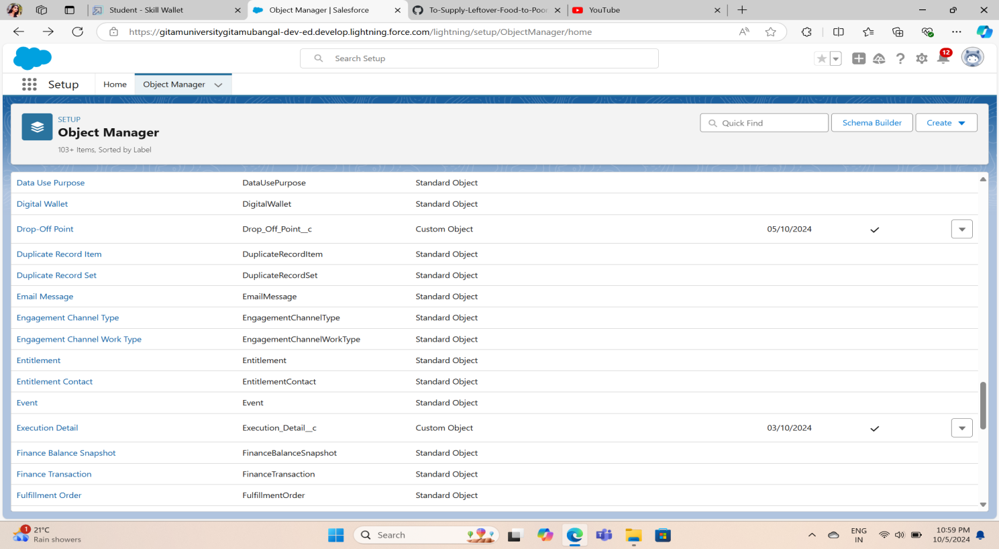 Student - Skill Wallet
Object Manager | Salesforce
To-Supply-Leftover-Food-to-Poor
YouTube
https://gitamuniversitygitamubangal-dev-ed.develop.lightning.force.com/lightning/setup/ObjectManager/home
Search Setup
12
Setup Home Object Manager
SETUP
Object Manager
103+ Items, Sorted by Label
Quick Find
Schema Builder
Create
Data Use Purpose DataUsePurpose Standard Object
Digital Wallet DigitalWallet Standard Object
Drop-Off Point Drop_Off_Point__c Custom Object 05/10/2024
Duplicate Record Item DuplicateRecordItem Standard Object
Duplicate Record Set DuplicateRecordSet Standard Object
Email Message EmailMessage Standard Object
Engagement Channel Type EngagementChannelType Standard Object
Engagement Channel Work Type EngagementChannelWorkType Standard Object
Entitlement Entitlement Standard Object
Entitlement Contact EntitlementContact Standard Object
Event Event Standard Object
Execution Detail Execution_Detail__c Custom Object 03/10/2024
Finance Balance Snapshot FinanceBalanceSnapshot Standard Object
Finance Transaction FinanceTransaction Standard Object
Fulfillment Order FulfillmentOrder Standard Object
1
21°C
Rain showers
Search
ENG
IN
10:59 PM
10/5/2024